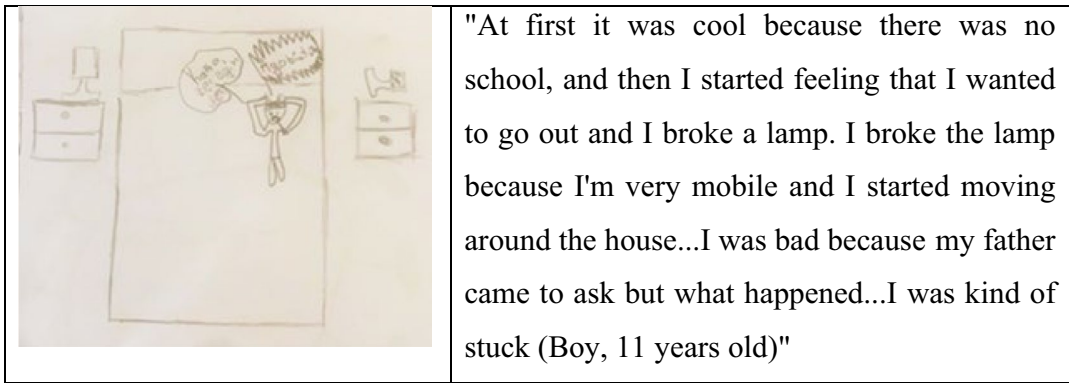 "At first it was cool because there was no
school, and then I started feeling that I wanted
to go out and I broke a lamp. I broke the lamp
because I'm very mobile and I started moving
around the house...I was bad because my father
came to ask but what happened...I was kind of
stuck (Boy, 11 years old)"